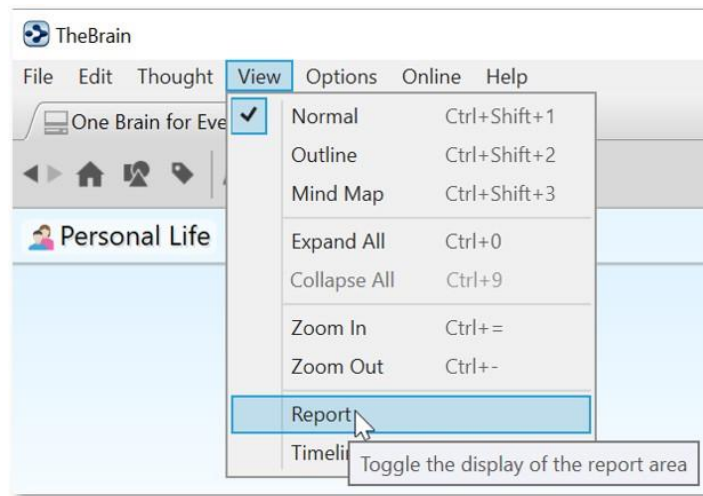 TheBrain
File Edit Thought View Options Online Help
One Brain for Eve
Normal Ctrl+Shift+1
Outline Ctrl+Shift+2
Mind Map Ctrl+Shift+3
Personal Life
Expand All Ctrl+0
Collapse All Ctrl+9
Zoom In Ctrl+=
Zoom Out Ctrl+-
Report
Timeli
Toggle the display of the report area